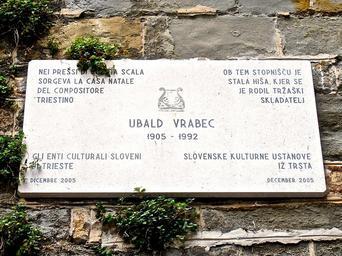 NEI PRESSI DI SCALA
SORGEVA LA CASA NATALE
DEL COMPOSITORE
TRIESTINO
OB TEM STOPNIŠČU JE
STALA HIŠA, KJER SE
JE RODIL TRŽAŠKI
SKLADATELJ
UBALD VRABEC
1905 - 1992
GLI ENTI CULTURALI SLOVENI
TRIESTE
DICEMBRE 2005
SLOVENSKE KULTURNE USTANOVE
IZ TRSTA
DECEMBER 2005